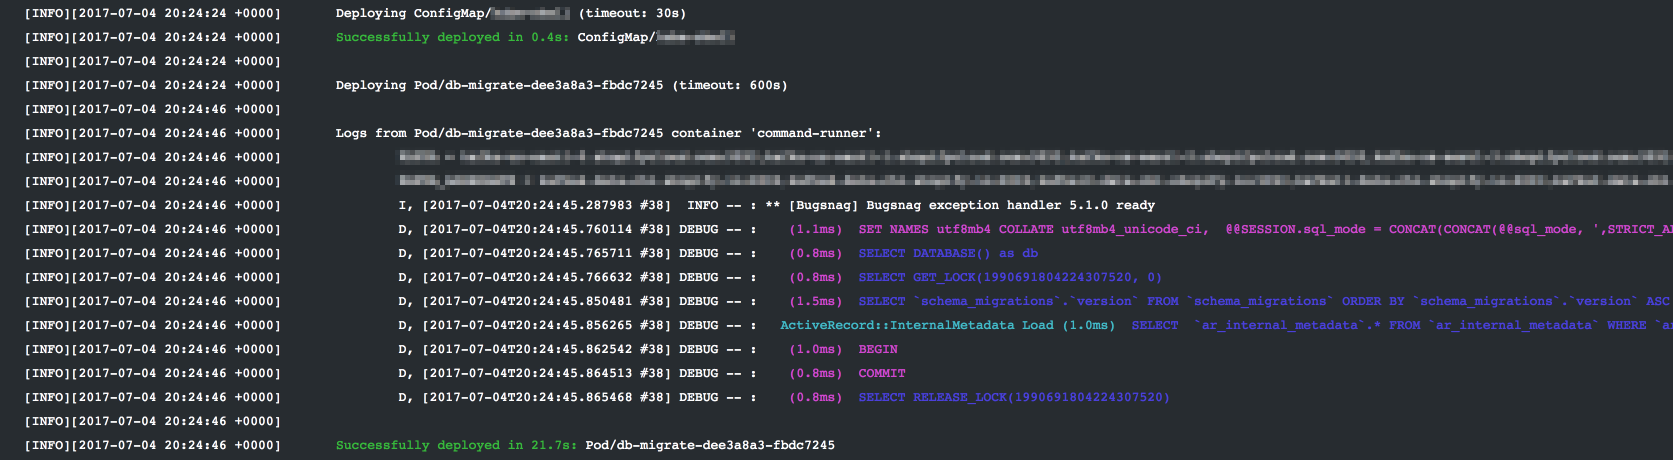 [INFO][2017-07-04 20:24:24 +0000] Deploying ConfigMap/ (timeout: 30s)
[INFO][2017-07-04 20:24:24 +0000] Successfully deployed in 0.4s: ConfigMap/
[INFO][2017-07-04 20:24:24 +0000]
[INFO][2017-07-04 20:24:24 +0000] Deploying Pod/db-migrate-dee3a8a3-fbdc7245 (timeout: 600s)
[INFO][2017-07-04 20:24:46 +0000]
[INFO][2017-07-04 20:24:46 +0000] Logs from Pod/db-migrate-dee3a8a3-fbdc7245 container 'command-runner':
[INFO][2017-07-04 20:24:46 +0000]
[INFO][2017-07-04 20:24:46 +0000]
[INFO][2017-07-04 20:24:46 +0000] I, [2017-07-04T20:24:45.287983 #38]  INFO -- : ** [Bugsnag] Bugsnag exception handler 5.1.0 ready
[INFO][2017-07-04 20:24:46 +0000] D, [2017-07-04T20:24:45.760114 #38] DEBUG -- :    (1.1ms)  SET NAMES utf8mb4 COLLATE utf8mb4_unicode_ci,  @@SESSION.sql_mode = CONCAT(CONCAT(@@sql_mode, ',STRICT_A
[INFO][2017-07-04 20:24:46 +0000] D, [2017-07-04T20:24:45.765711 #38] DEBUG -- :    (0.8ms)  SELECT DATABASE() as db
[INFO][2017-07-04 20:24:46 +0000] D, [2017-07-04T20:24:45.766632 #38] DEBUG -- :    (0.8ms)  SELECT GET_LOCK(1990691804224307520, 0)
[INFO][2017-07-04 20:24:46 +0000] D, [2017-07-04T20:24:45.850481 #38] DEBUG -- :    (1.5ms)  SELECT `schema_migrations`.`version` FROM `schema_migrations` ORDER BY `schema_migrations`.`version` ASC
[INFO][2017-07-04 20:24:46 +0000] D, [2017-07-04T20:24:45.856265 #38] DEBUG -- :   ActiveRecord::InternalMetadata Load (1.0ms)  SELECT  `ar_internal_metadata`.* FROM `ar_internal_metadata` WHERE `a
[INFO][2017-07-04 20:24:46 +0000] D, [2017-07-04T20:24:45.862542 #38] DEBUG -- :    (1.0ms)  BEGIN
[INFO][2017-07-04 20:24:46 +0000] D, [2017-07-04T20:24:45.864513 #38] DEBUG -- :    (0.8ms)  COMMIT
[INFO][2017-07-04 20:24:46 +0000] D, [2017-07-04T20:24:45.865468 #38] DEBUG -- :    (0.8ms)  SELECT RELEASE_LOCK(1990691804224307520)
[INFO][2017-07-04 20:24:46 +0000]
[INFO][2017-07-04 20:24:46 +0000] Successfully deployed in 21.7s: Pod/db-migrate-dee3a8a3-fbdc7245